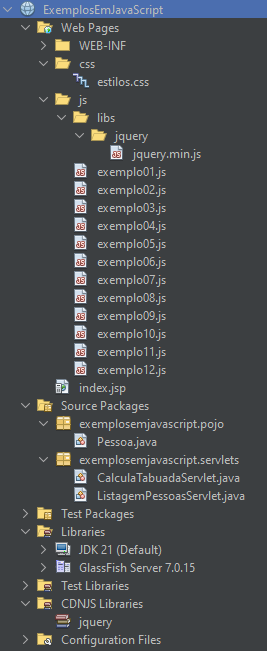 ExemplosEmJavaScript
Web Pages
WEB-INF
css
estilos.css
js
libs
jquery
jquery.min.js
exemplo01.js
exemplo02.js
exemplo03.js
exemplo04.js
exemplo05.js
exemplo06.js
exemplo07.js
exemplo08.js
exemplo09.js
exemplo10.js
exemplo11.js
exemplo12.js
index.jsp
Source Packages
exemplosemjavascript.pojo
Pessoa.java
exemplosemjavascript.servlets
CalculaTabuadaServlet.java
ListagemPessoasServlet.java
Test Packages
Libraries
JDK 21 (Default)
GlassFish Server 7.0.15
Test Libraries
CDNJS Libraries
jquery
Configuration Files